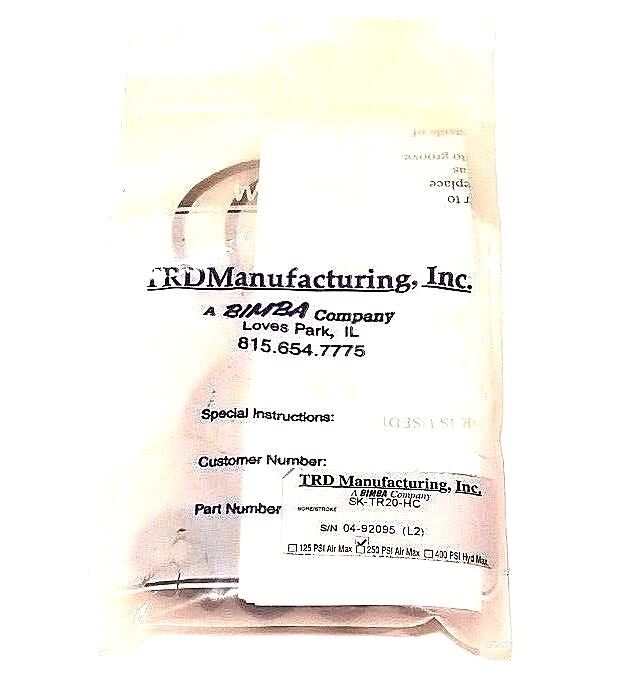 TRD Manufacturing, Inc.
A BIMBA Company
Loves Park, IL
815.654.7775
Special Instructions:
Customer Number:
Part Number
TRD Manufacturing, Inc.
A BIMBA Company
SK-TR20-HC
BORE/STROKE
S/N 04-92095 (L2)
125 PSI Air Max 250 PSI Air Max 400 PSI Hyd Max